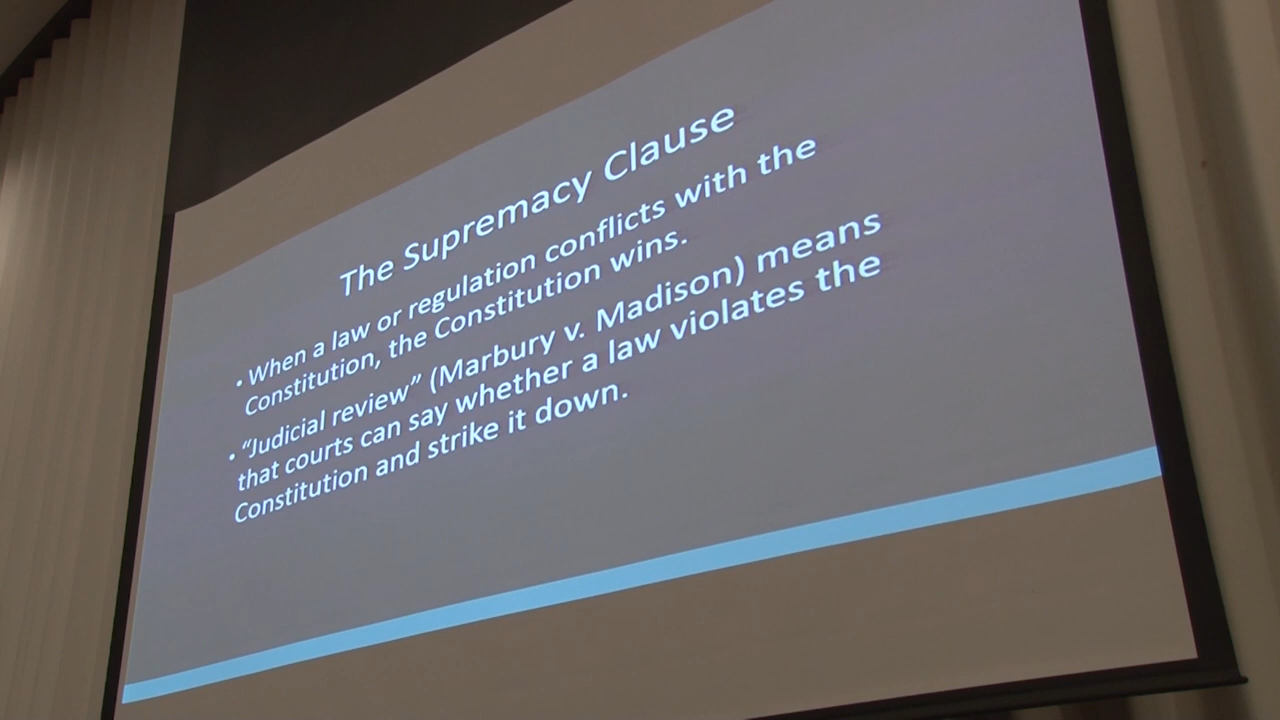 The Supremacy Clause
• When a law or regulation conflicts with the
Constitution, the Constitution wins.
• “Judicial review” (Marbury v. Madison) means
that courts can say whether a law violates the
Constitution and strike it down.